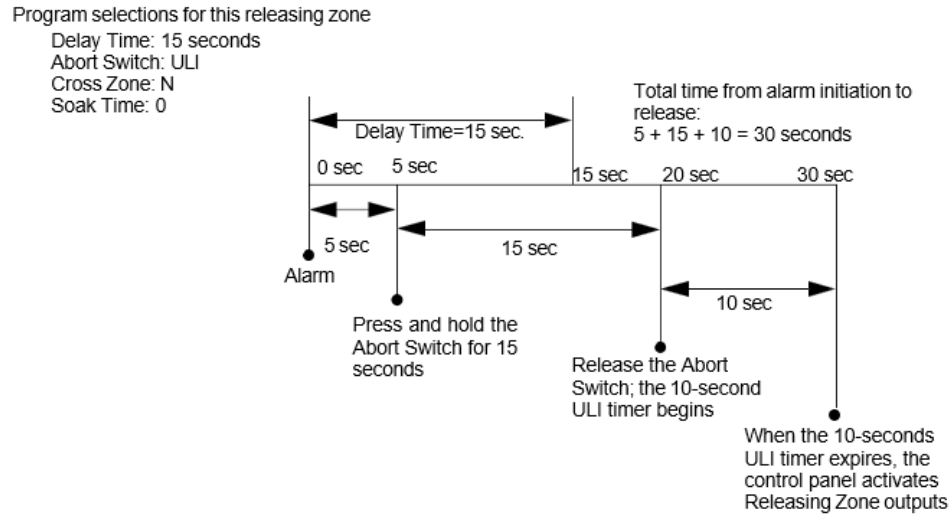 Program selections for this releasing zone
Delay Time: 15 seconds
Abort Switch: ULI
Cross Zone: N
Soak Time: 0
Total time from alarm initiation to
release:
5 + 15 + 10 = 30 seconds
Delay Time=15 sec.
0 sec
5 sec
15 sec
20 sec
30 sec
5 sec
15 sec
Alarm
10 sec
Press and hold the
Abort Switch for 15
seconds
Release the Abort
Switch; the 10-second
ULI timer begins
When the 10-seconds
ULI timer expires, the
control panel activates
Releasing Zone outputs